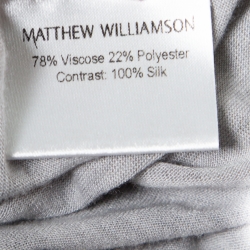 MATTHEW WILLIAMSON
78% Viscose 22% Polyester
Contrast: 100% Silk